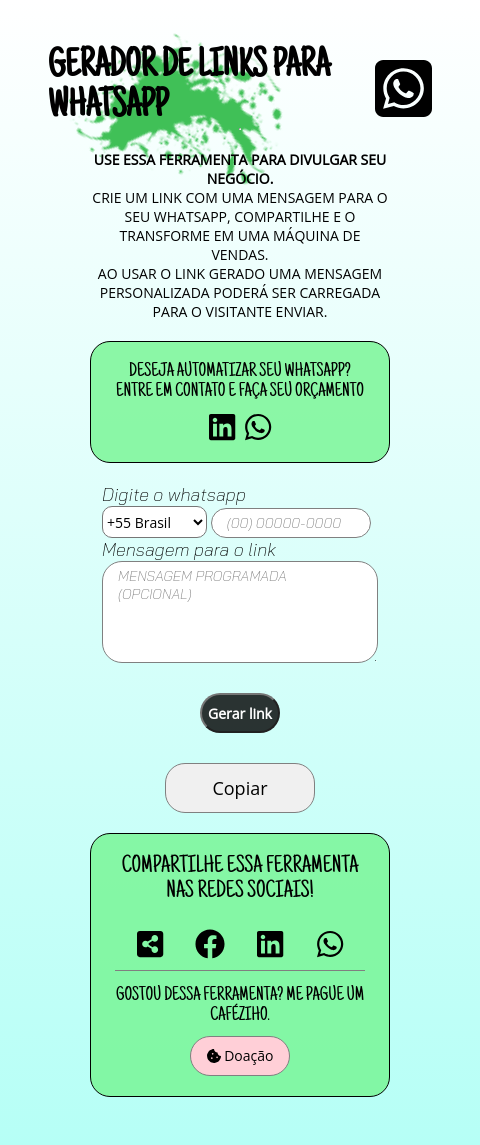 GERADOR DE LINKS PARA
WHATSAPP
USE ESSA FERRAMENTA PARA DIVULGAR SEU
NEGÓCIO.
CRIE UM LINK COM UMA MENSAGEM PARA O
SEU WHATSAPP, COMPARTILHE E O
TRANSFORME EM UMA MÁQUINA DE
VENDAS.
AO USAR O LINK GERADO UMA MENSAGEM
PERSONALIZADA PODERÁ SER CARREGADA
PARA O VISITANTE ENVIAR.
DESEJA AUTOMATIZAR SEU WHATSAPP?
ENTRE EM CONTATO E FAÇA SEU ORÇAMENTO
Digite o whatsapp
+55 Brasil (00) 00000-0000
Mensagem para o link
MENSAGEM PROGRAMADA
(OPCIONAL)
Gerar link
Copiar
COMPARTILHE ESSA FERRAMENTA
NAS REDES SOCIAIS!
GOSTOU DESSA FERRAMENTA? ME PAGUE UM
CAFÉZIHO.
Doação